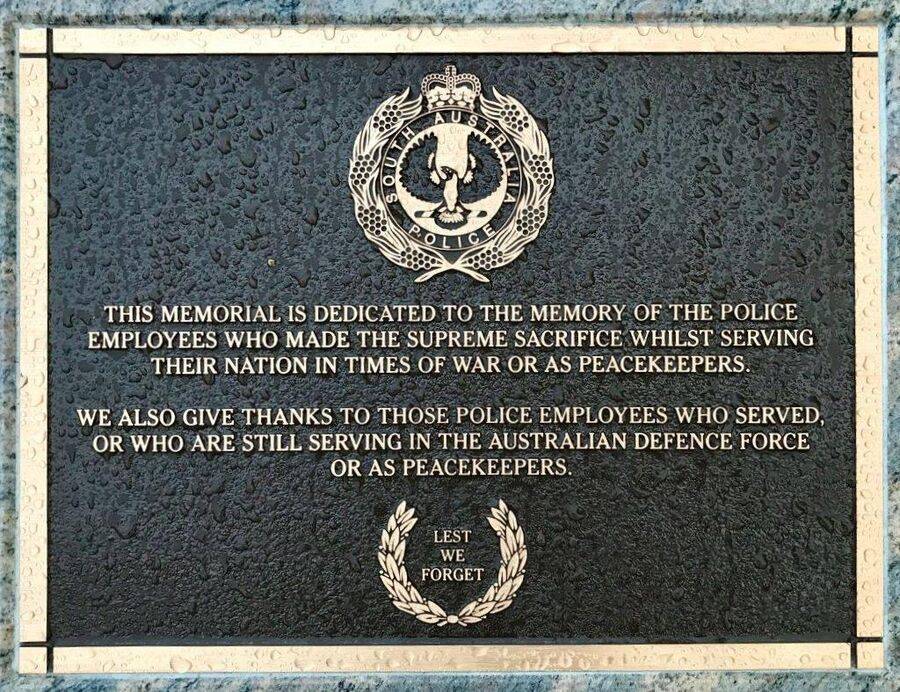 SOUTH AUSTRALIA
POLICE
THIS MEMORIAL IS DEDICATED TO THE MEMORY OF THE POLICE
EMPLOYEES WHO MADE THE SUPREME SACRIFICE WHILST SERVING
THEIR NATION IN TIMES OF WAR OR AS PEACEKEEPERS.
WE ALSO GIVE THANKS TO THOSE POLICE EMPLOYEES WHO SERVED,
OR WHO ARE STILL SERVING IN THE AUSTRALIAN DEFENCE FORCE
OR AS PEACEKEEPERS.
LEST
WE
FORGET